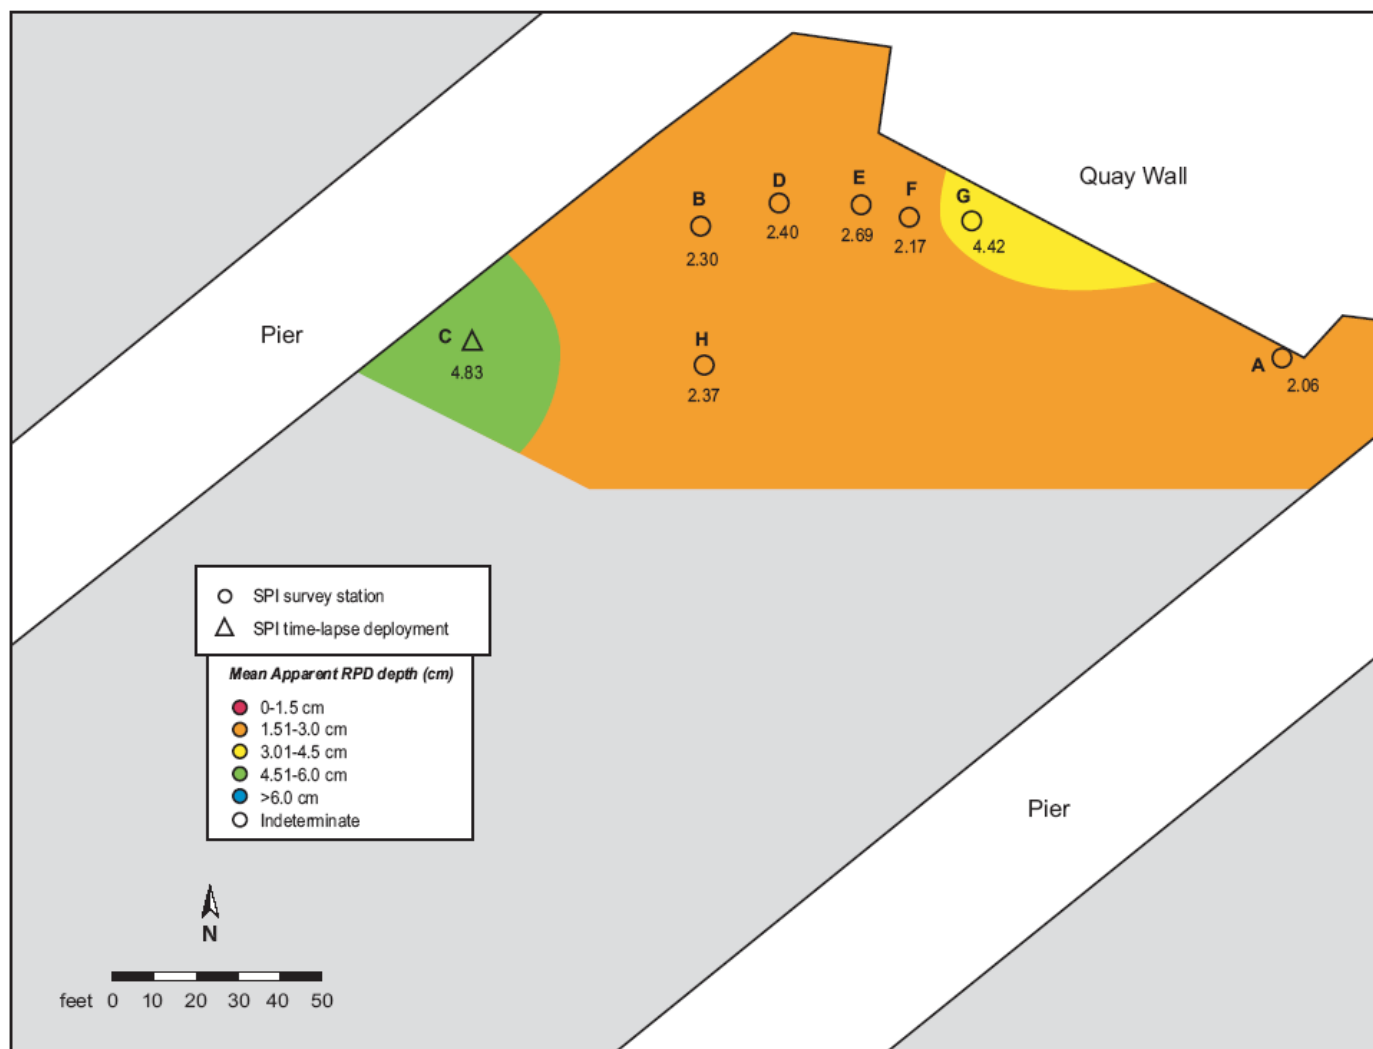 Quay Wall
B
D
E
F
G
2.30
2.40
2.69
2.17
4.42
Pier
C
4.83
H
2.37
A
2.06
SPI survey station
SPI time-lapse deployment
Mean Apparent RPD depth (cm)
0-1.5 cm
1.51-3.0 cm
3.01-4.5 cm
4.51-6.0 cm
>6.0 cm
Indeterminate
Pier
N
feet 0 10 20 30 40 50